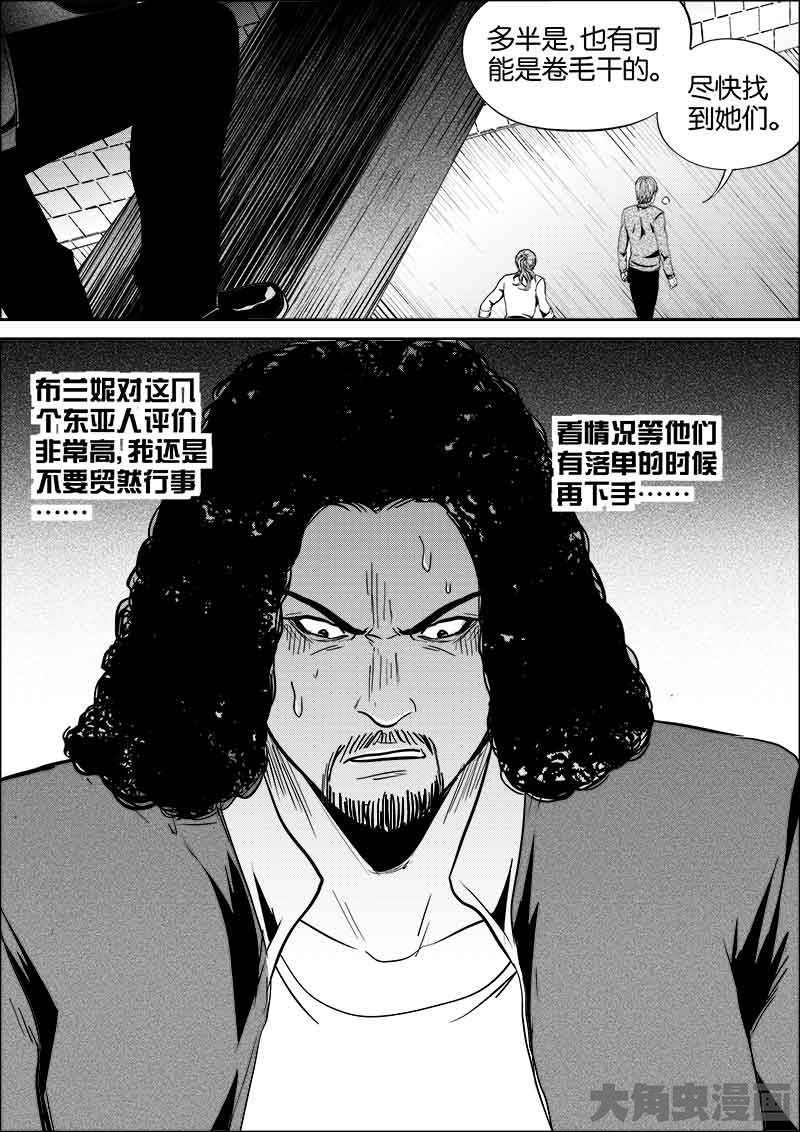 多半是,也有可
能是卷毛干的。
尽快找
到她们。
布兰妮对这几
个东亚人评价
非常高,我还是
不要贸然行事
……
看情况等他们
有落单的时候
再下手……
大角虫漫画